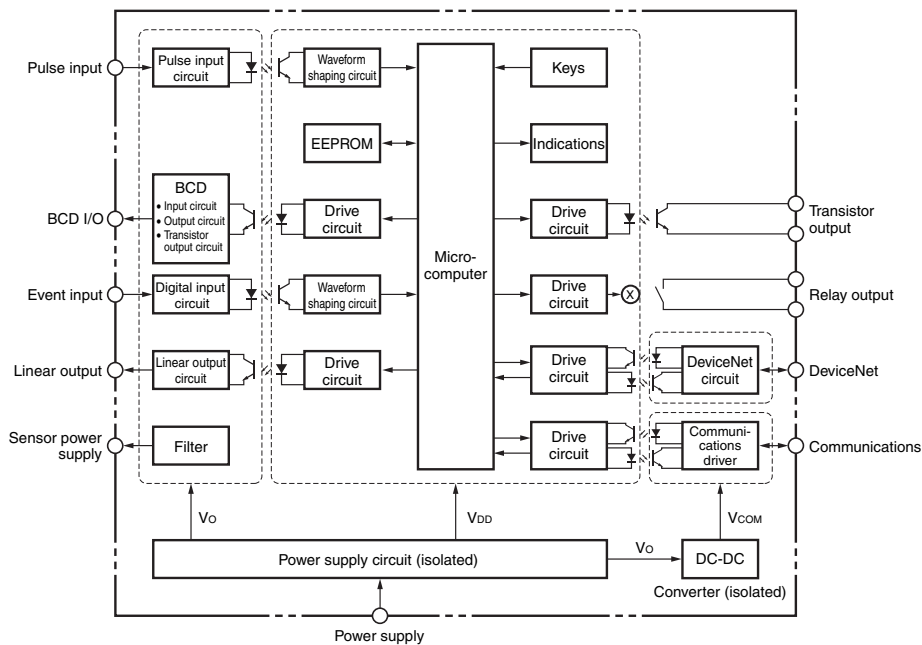 Pulse input
Pulse input
circuit
Waveform
shaping circuit
Keys
EEPROM
Indications
BCD I/O
BCD
• Input circuit
• Output circuit
• Transistor
output circuit
Drive
circuit
Micro-
computer
Drive
circuit
Transistor
output
Event input
Digital input
circuit
Waveform
shaping circuit
Drive
circuit
X
Relay output
Linear output
Linear output
circuit
Drive
circuit
Drive
circuit
DeviceNet
circuit
DeviceNet
Sensor power
supply
Filter
Drive
circuit
Communi-
cations
driver
Communications
VO
VDD
VCOM
Power supply circuit (isolated)
VO
DC-DC
Converter (isolated)
Power supply